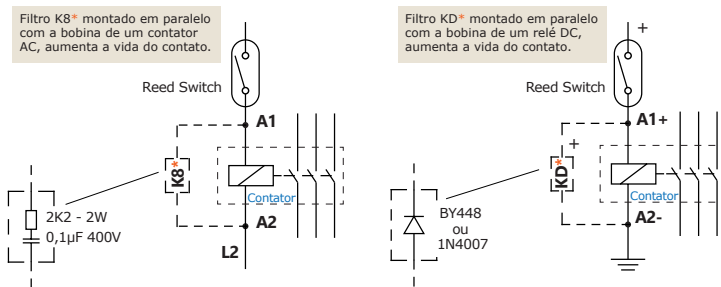 Filtro K8* montado em paralelo
com a bobina de um contator
AC, aumenta a vida do contato.
Reed Switch
A1
K8*
Contator
A2
L2
2K2 - 2W
0,1µF 400V
Filtro KD* montado em paralelo
com a bobina de um relé DC,
aumenta a vida do contato.
+
Reed Switch
A1+
+
KD*
Contator
A2-
BY448
ou
1N4007